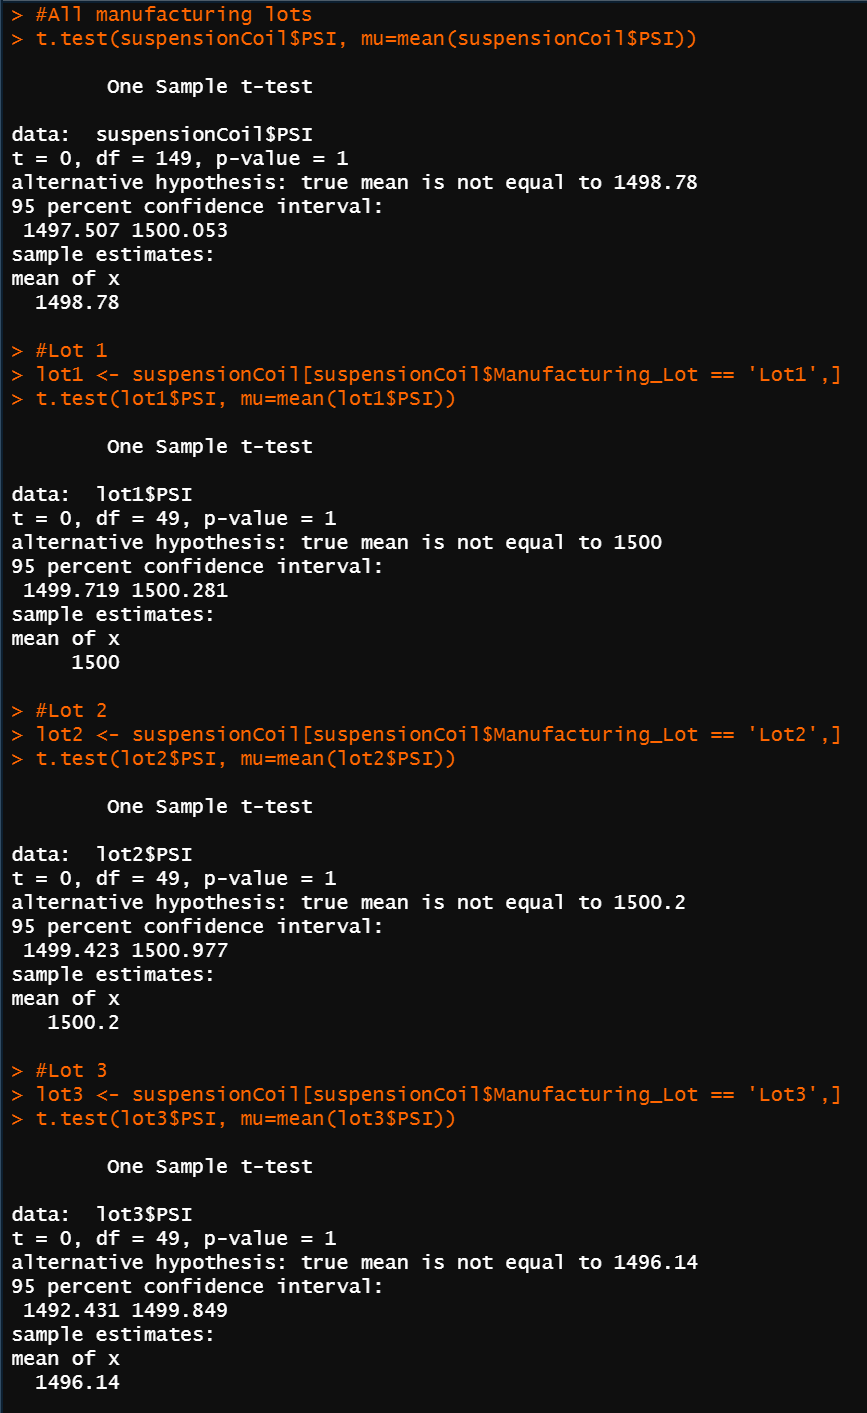 > #All manufacturing lots
> t.test(suspensionCoil$PSI, mu=mean(suspensionCoil$PSI))
One Sample t-test
data:  suspensionCoil$PSI
t = 0, df = 149, p-value = 1
alternative hypothesis: true mean is not equal to 1498.78
95 percent confidence interval:
1497.507 1500.053
sample estimates:
mean of x
1498.78
> #Lot 1
> lot1 <- suspensionCoil[suspensionCoil$Manufacturing_Lot == 'Lot1',]
> t.test(lot1$PSI, mu=mean(lot1$PSI))
One Sample t-test
data:  lot1$PSI
t = 0, df = 49, p-value = 1
alternative hypothesis: true mean is not equal to 1500
95 percent confidence interval:
1499.719 1500.281
sample estimates:
mean of x
1500
> #Lot 2
> lot2 <- suspensionCoil[suspensionCoil$Manufacturing_Lot == 'Lot2',]
> t.test(lot2$PSI, mu=mean(lot2$PSI))
One Sample t-test
data:  lot2$PSI
t = 0, df = 49, p-value = 1
alternative hypothesis: true mean is not equal to 1500.2
95 percent confidence interval:
1499.423 1500.977
sample estimates:
mean of x
1500.2
> #Lot 3
> lot3 <- suspensionCoil[suspensionCoil$Manufacturing_Lot == 'Lot3',]
> t.test(lot3$PSI, mu=mean(lot3$PSI))
One Sample t-test
data:  lot3$PSI
t = 0, df = 49, p-value = 1
alternative hypothesis: true mean is not equal to 1496.14
95 percent confidence interval:
1492.431 1499.849
sample estimates:
mean of x
1496.14